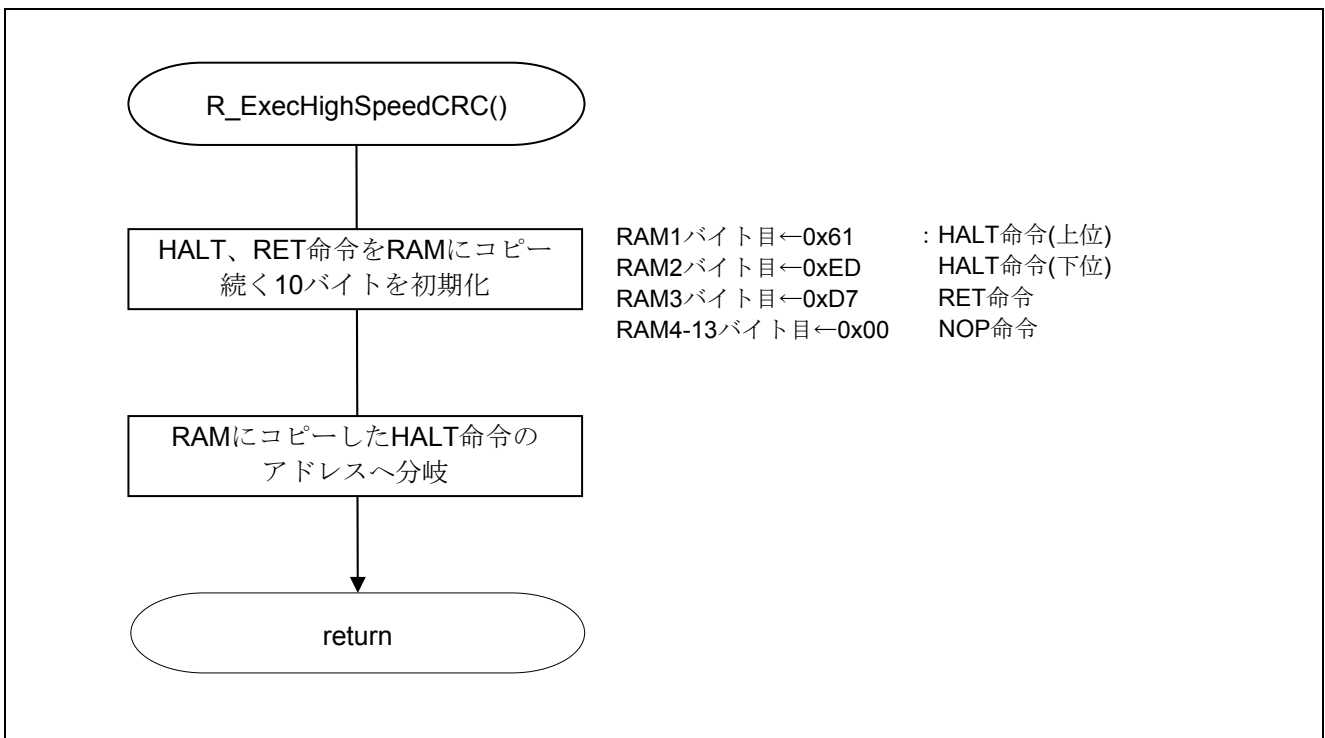 R_ExecHighSpeedCRC()
HALT、RET命令をRAMにコピー
続く10バイトを初期化
RAM1バイト目←0x61 : HALT命令(上位)
RAM2バイト目←0xED HALT命令(下位)
RAM3バイト目←0xD7 RET命令
RAM4-13バイト目←0x00 NOP命令
RAMにコピーしたHALT命令の
アドレスへ分岐
return